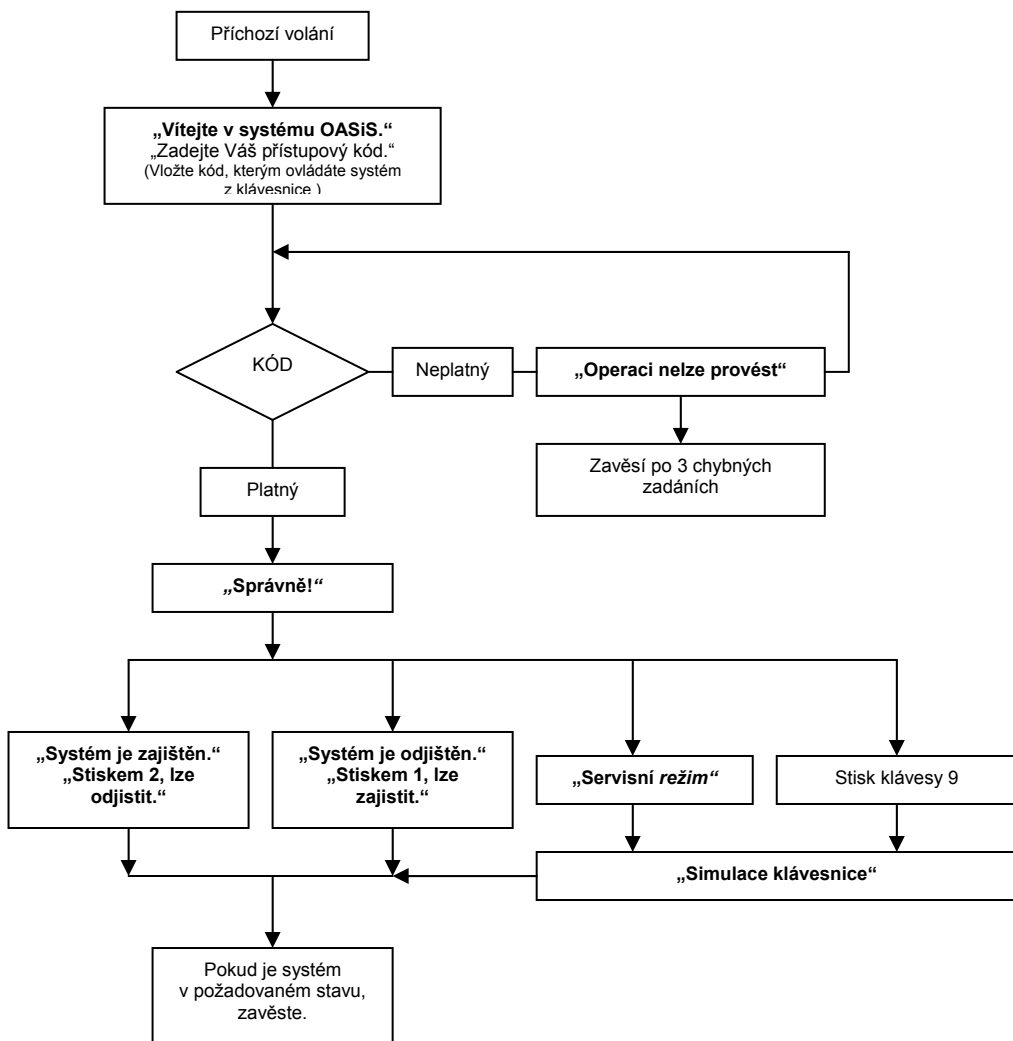 Příchozí volání
„Vítejte v systému OASiS.“
„Zadejte Váš přístupový kód.“
(Vložte kód, kterým ovládáte systém
z klávesnice )
KÓD
Neplatný
„Operaci nelze provést“
Zavěsí po 3 chybných
zadáních
Platný
„Správně!“
„Systém je zajištěn.“
„Stiskem 2, lze
odjistit.“
„Systém je odjištěn.“
„Stiskem 1, lze
zajistit.“
„Servisní režim“
Stisk klávesy 9
„Simulace klávesnice“
Pokud je systém
v požadovaném stavu,
zavěste.